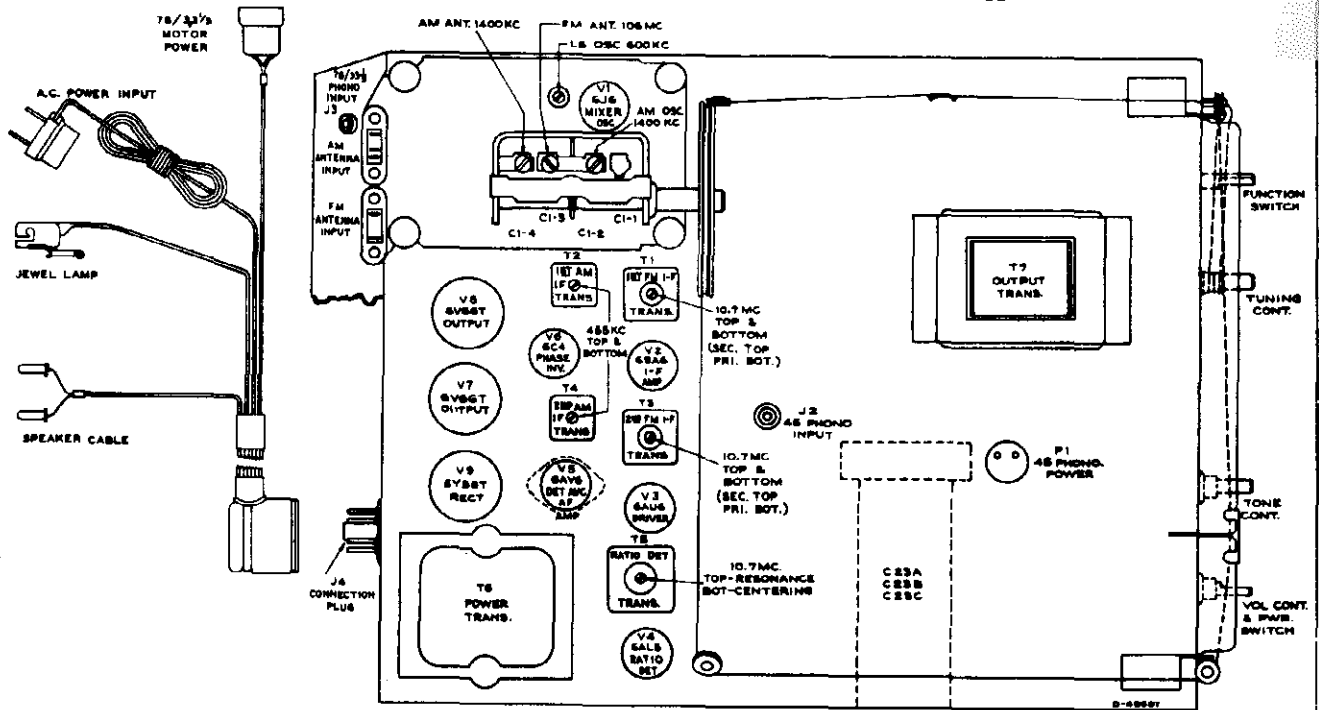 78/33⅓
MOTOR
POWER
A.C. POWER INPUT
JEWEL LAMP
SPEAKER CABLE
AM ANT. 1400KC
FM ANT. 106MC
LS OSC 600KC
78/33⅓
PHONO
INPUT
J3
AM
ANTENNA
INPUT
FM
ANTENNA
INPUT
V1
6J6
MIXER
OSC
AM OSC.
1400 KC
C1-4
C1-3
C1-2
C1-1
T2
1ST AM
IF
TRANS
T1
1ST FM I-F
TRANS.
10.7 MC
TOP &
BOTTOM
(SEC. TOP
PRI. BOT.)
455KC
TOP &
BOTTOM
V8
6V6GT
OUTPUT
V6
6C4
PHASE
INV.
V2
6BA6
I-F
AMP
V7
6V6GT
OUTPUT
T4
2ND AM
IF
TRANS
T3
2ND FM I-F
TRANS.
10.7MC
TOP &
BOTTOM
(SEC. TOP
PRI. BOT.)
V9
5Y3GT
RECT
V5
6AV6
DET AVC
AF
AMP
V3
6AU6
DRIVER
J4
CONNECTION
PLUG
T6
POWER
TRANS.
RATIO DET
TRANS.
10.7MC.
TOP-RESONANCE
BOT-CENTERING
V4
6AL5
RATIO
DET
OUTPUT
TRANS.
J2
45 PHONO
INPUT
P1
45 PHONO.
POWER
C23A
C23B
C23C
FUNCTION
SWITCH
TUNING
CONT.
TONE
CONT.
VOL CONT.
& PWR.
SWITCH